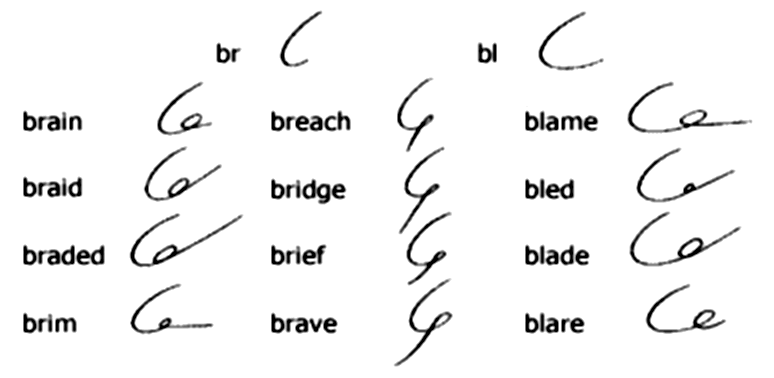 br bl
brain breach blame
braid bridge bled
braded brief blade
brim brave blare